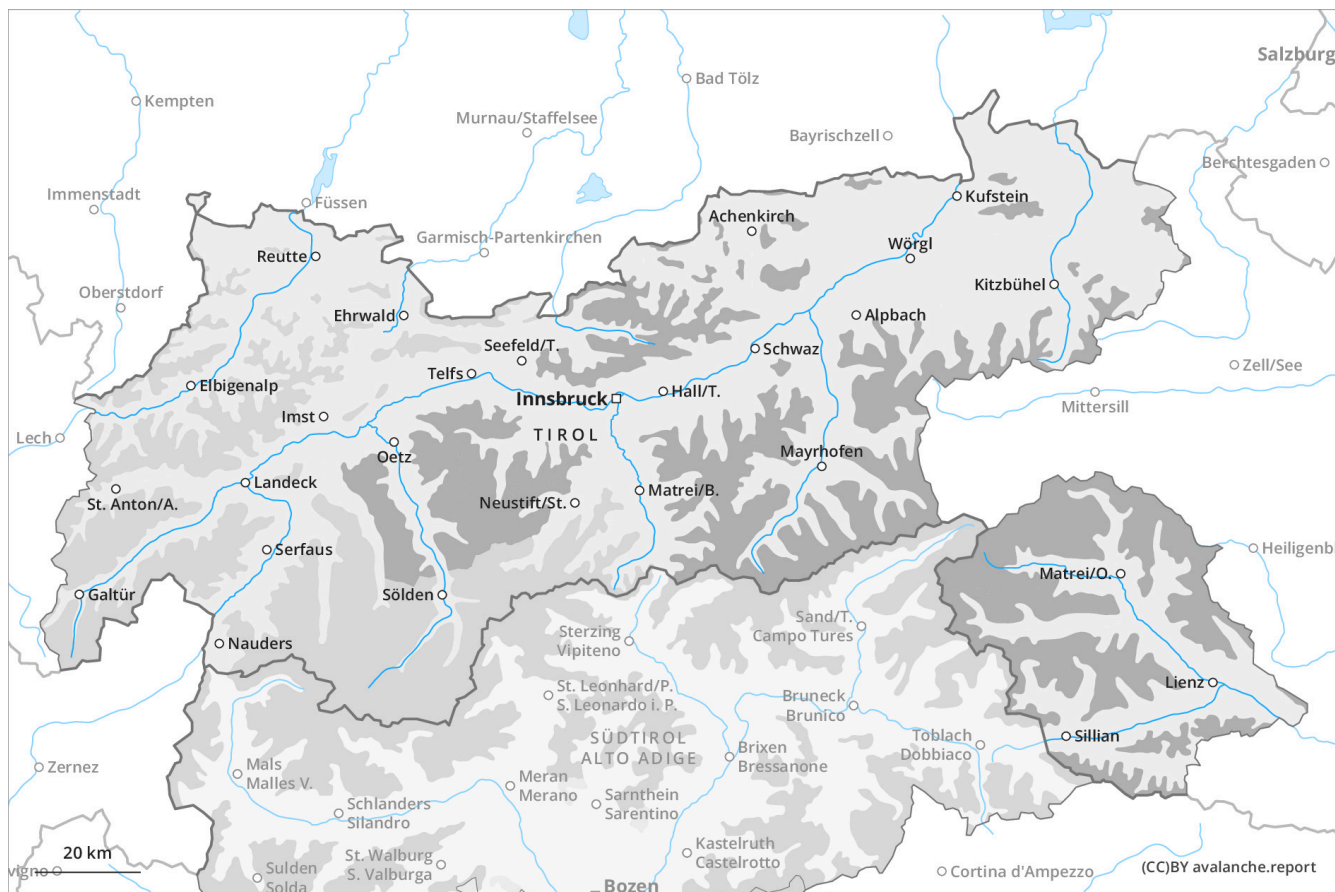 Salzburg
Kempten
Bad Tölz
Murnau/Staffelsee
Bayrischzell
Berchtesgaden
Immenstadt
Füssen
Kufstein
Achenkirch
Garmisch-Partenkirchen
Wörgl
Reutte
Oberstdorf
Kitzbühel
Ehrwald
Alpbach
Seefeld/T.
Schwaz
Zell/See
Telfs
Elbigenalp
Innsbruck
Hall/T.
Mittersill
Imst
Lech
TIROL
Oetz
Mayrhofen
Landeck
St. Anton/A.
Neustift/St.
Matrei/B.
Serfaus
Heiligenb
Matrei/O.
Galtür
Sölden
Sand/T.
Campo Tures
Sterzing
Vipiteno
Nauders
Lienz
St. Leonhard/P.
S. Leonardo i. P.
Bruneck
Brunico
Sillian
SÜDTIROL
ALTO ADIGE
Toblach
Dobbiaco
Brixen
Bressanone
Zernez
Mals
Malles V.
Meran
Merano
Sarnthein
Sarentino
Schlanders
Silandro
Kastelruth
Castelrotto
20 km
St. Walburg
S. Valburga
vigno
Sulden
Solda
Cortina d'Ampezzo
(CC)BY avalanche.report
Bozen